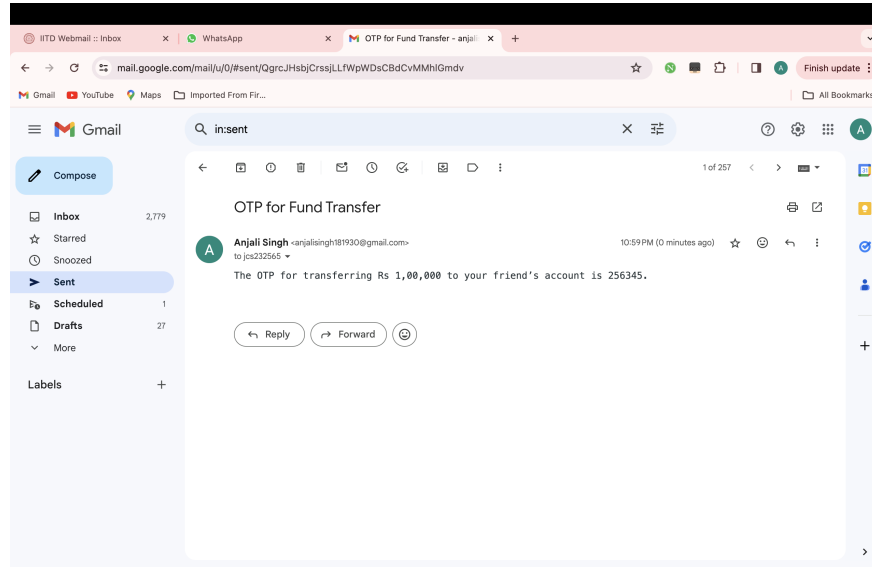 IITD Webmail :: Inbox
WhatsApp
OTP for Fund Transfer - anjali
mail.google.com/mail/u/0/#sent/QgrcJHsbjCrssjLLfWpWDsCBdCvMMhlGmdv
A
Finish update
Gmail
YouTube
Maps
Imported From Fir...
All Bookmarks
Gmail
in:sent
A
Compose
1 of 257
Inbox 2,779
Starred
Snoozed
Sent
Scheduled 1
Drafts 27
More
Labels
OTP for Fund Transfer
A
Anjali Singh <anjalisingh181930@gmail.com>
10:59 PM (0 minutes ago)
to jcs232565
The OTP for transferring Rs 1,00,000 to your friend’s account is 256345.
Reply
Forward
31